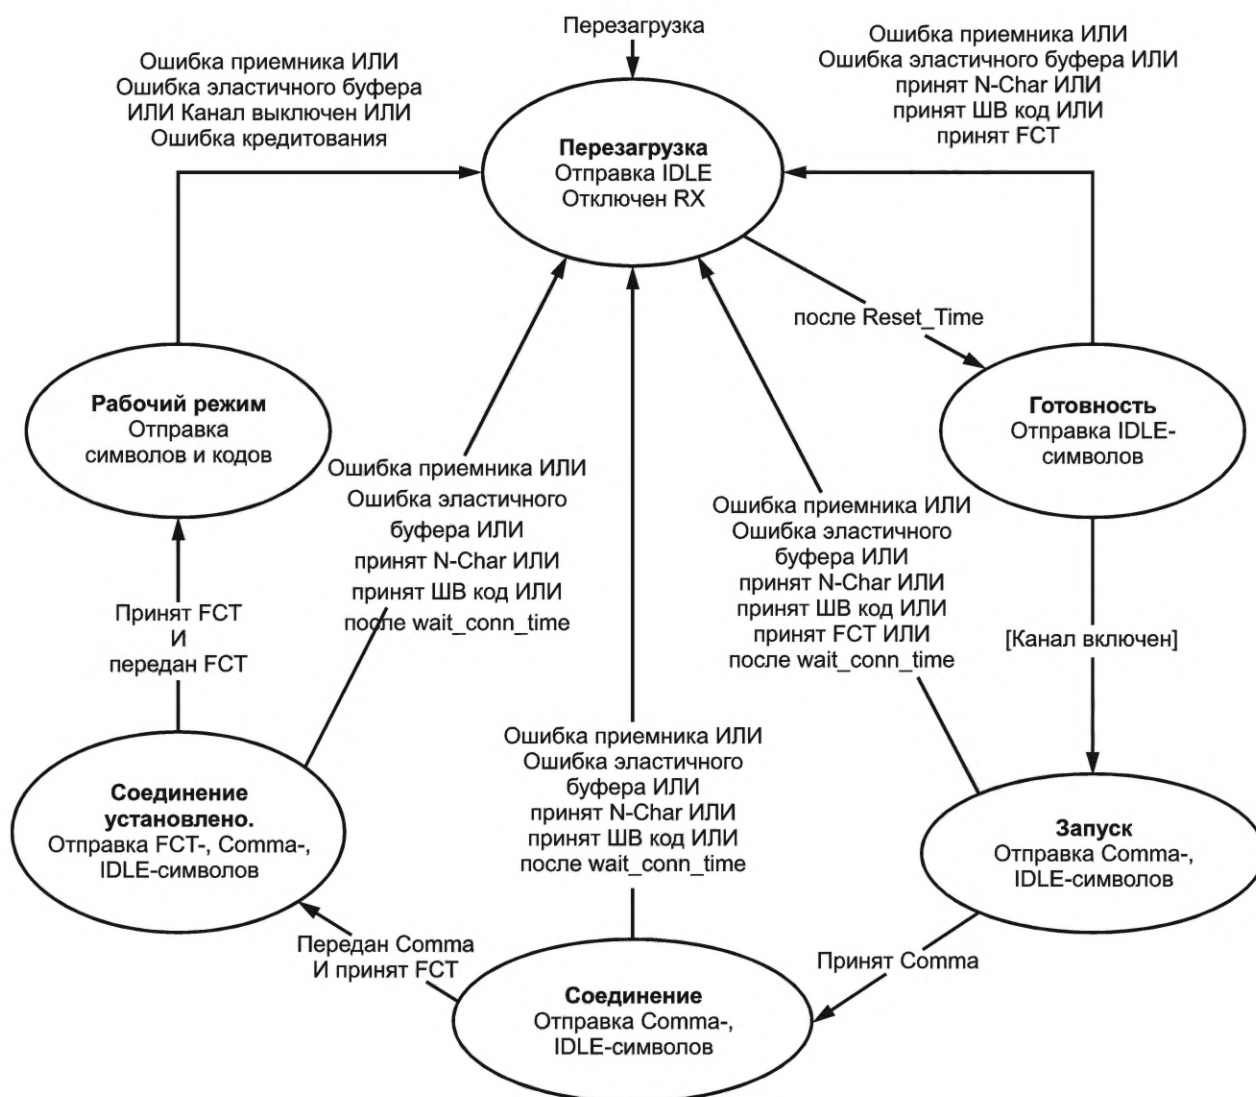 Перезагрузка
Ошибка приемника ИЛИ
Ошибка эластичного буфера
ИЛИ Канал выключен ИЛИ
Ошибка кредитования
Ошибка приемника ИЛИ
Ошибка эластичного буфера ИЛИ
принят N-Char ИЛИ
принят ШВ код ИЛИ
принят FCT
Перезагрузка
Отправка IDLE
Отключен RX
после Reset_Time
Рабочий режим
Отправка
символов и кодов
Готовность
Отправка IDLE-
символов
Ошибка приемника ИЛИ
Ошибка эластичного
буфера ИЛИ
принят N-Char ИЛИ
принят ШВ код ИЛИ
после wait_conn_time
Ошибка приемника ИЛИ
Ошибка эластичного
буфера ИЛИ
принят N-Char ИЛИ
принят ШВ код ИЛИ
принят FCT ИЛИ
после wait_conn_time
Принят FCT
И
передан FCT
[Канал включен]
Ошибка приемника ИЛИ
Ошибка эластичного
буфера ИЛИ
принят N-Char ИЛИ
принят ШВ код ИЛИ
после wait_conn_time
Соединение
установлено.
Отправка FCT-, Comma-,
IDLE-символов
Запуск
Отправка Comma-,
IDLE-символов
Передан Comma
И принят FCT
Принят Comma
Соединение
Отправка Comma-,
IDLE-символов